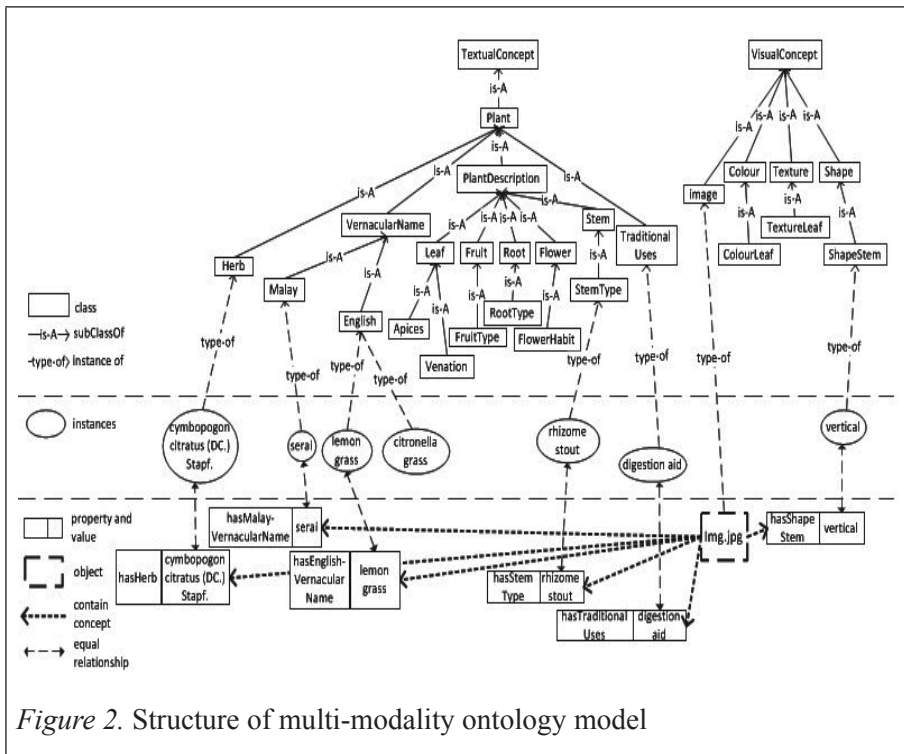 TextualConcept VisualConcept
is-A
Plant
is-A is-A is-A is-A
is-A
PlantDescription Colour Texture Shape
is-A is-A is-A
image
VernacularName is-A is-A is-A is-A is-A Stem
is-A is-A is-A
Leaf Fruit Root Flower Traditional Uses
TextureLeaf
Herb is-A is-A is-A is-A is-A is-A is-A ColourLeaf ShapeStem
Malay StemType
class
English Apices RootType
is-A subClassOf
FruitType FlowerHabit
type-of instance of
Venation
type-of type-of type-of type-of type-of type-of type-of type-of
instances
cymbopogon
citratus (DC.)
Stapf.
serai
lemon
grass
citronella
grass
rhizome
stout
digestion aid
vertical
property and
value
hasMalay-
VernacularName
serai
img.jpg
hasShape
Stem
vertical
object
hasHerb
cymbopogon
citratus (DC.)
Stapf.
hasEnglish-
Vernacular
Name
lemon
grass
hasStem
Type
rhizome
stout
contain
concept
hasTraditional
Uses
digestion
aid
equal
relationship
Figure 2. Structure of multi-modality ontology model